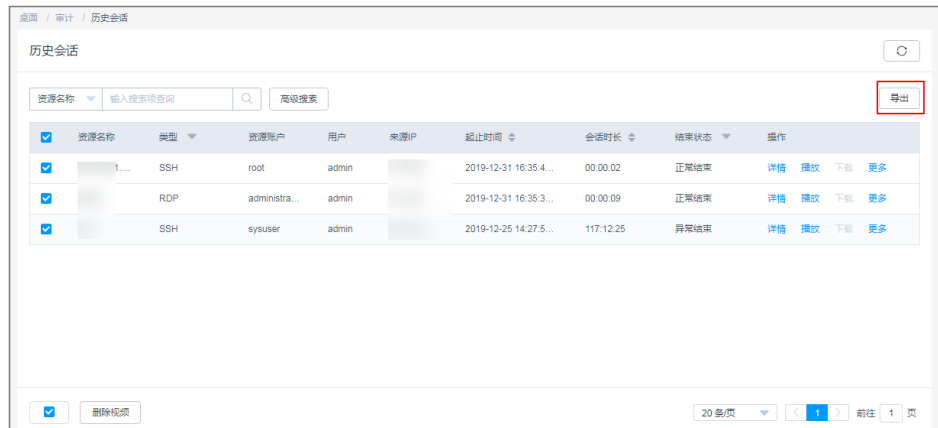 桌面 / 审计 / 历史会话
历史会话
资源名称 输入搜索项查询 高级搜索 导出
资源名称 类型 资源账户 用户 来源IP 起止时间 会话时长 结束状态 操作
1.... SSH root admin 2019-12-31 16:35:4... 00:00:02 正常结束 详情 播放 下载 更多
RDP administra... admin 2019-12-31 16:35:3... 00:00:09 正常结束 详情 播放 下载 更多
SSH sysuser admin 2019-12-25 14:27:5... 117:12:25 异常结束 详情 播放 下载 更多
删除视频 20 条/页 1 前往 1 页